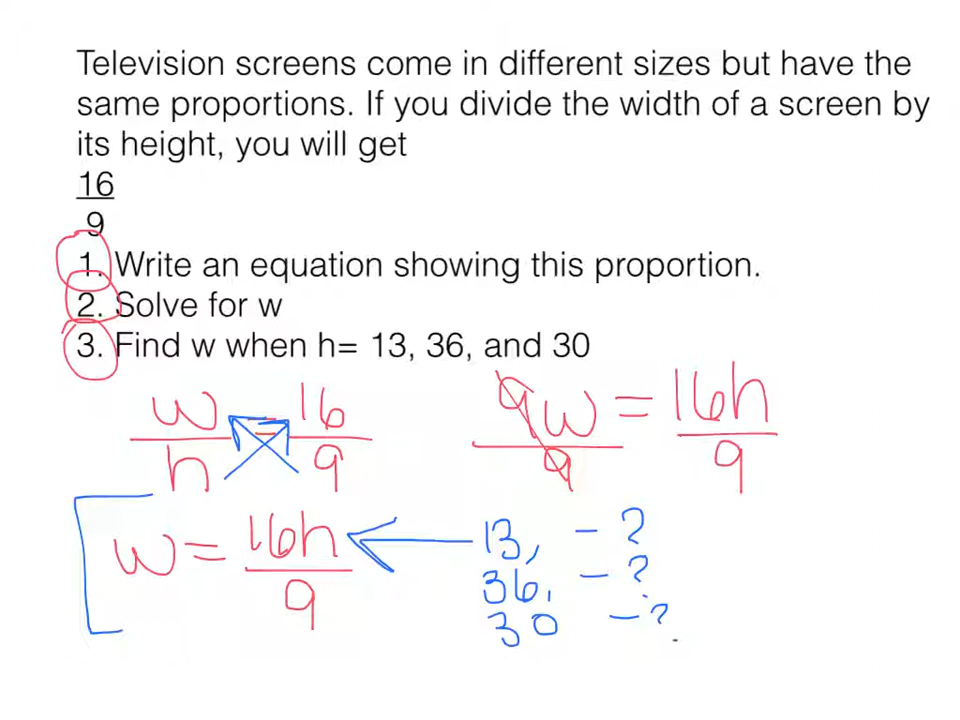 Television screens come in different sizes but have the
same proportions. If you divide the width of a screen by
its height, you will get
16
9
1. Write an equation showing this proportion.
2. Solve for w
3. Find w when h= 13, 36, and 30
w/h = 16/9
9w/9 = 16h/9
w = 16h/9
13, - ?
36, - ?
30 - ?